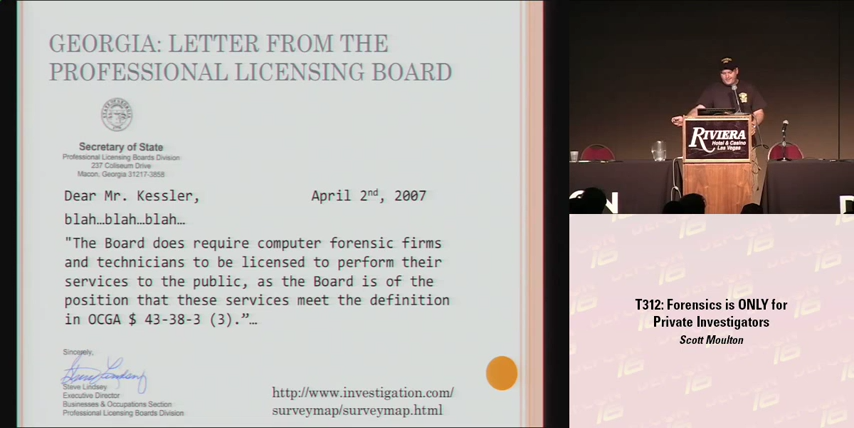 GEORGIA: LETTER FROM THE
PROFESSIONAL LICENSING BOARD
Secretary of State
Professional Licensing Boards Division
237 Coliseum Drive
Macon, Georgia 31217-3858
Dear Mr. Kessler, April 2nd, 2007
blah…blah…blah…
"The Board does require computer forensic firms
and technicians to be licensed to perform their
services to the public, as the Board is of the
position that these services meet the definition
in OCGA $ 43-38-3 (3).”…
Sincerely,
Steve Lindsey
Executive Director
Businesses & Occupations Section
Professional Licensing Boards Division
http://www.investigation.com/
surveymap/surveymap.html
RIVIERA
Hotel & Casino
Las Vegas
T312: Forensics is ONLY for
Private Investigators
Scott Moulton